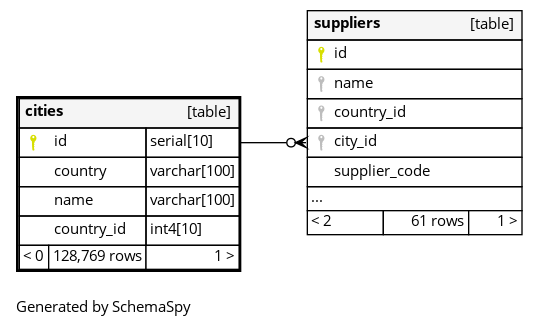 suppliers [table]
id
name
country_id
city_id
supplier_code
...
< 2 61 rows 1 >
cities [table]
id serial[10]
country varchar[100]
name varchar[100]
country_id int4[10]
< 0 128,769 rows 1 >
Generated by SchemaSpy